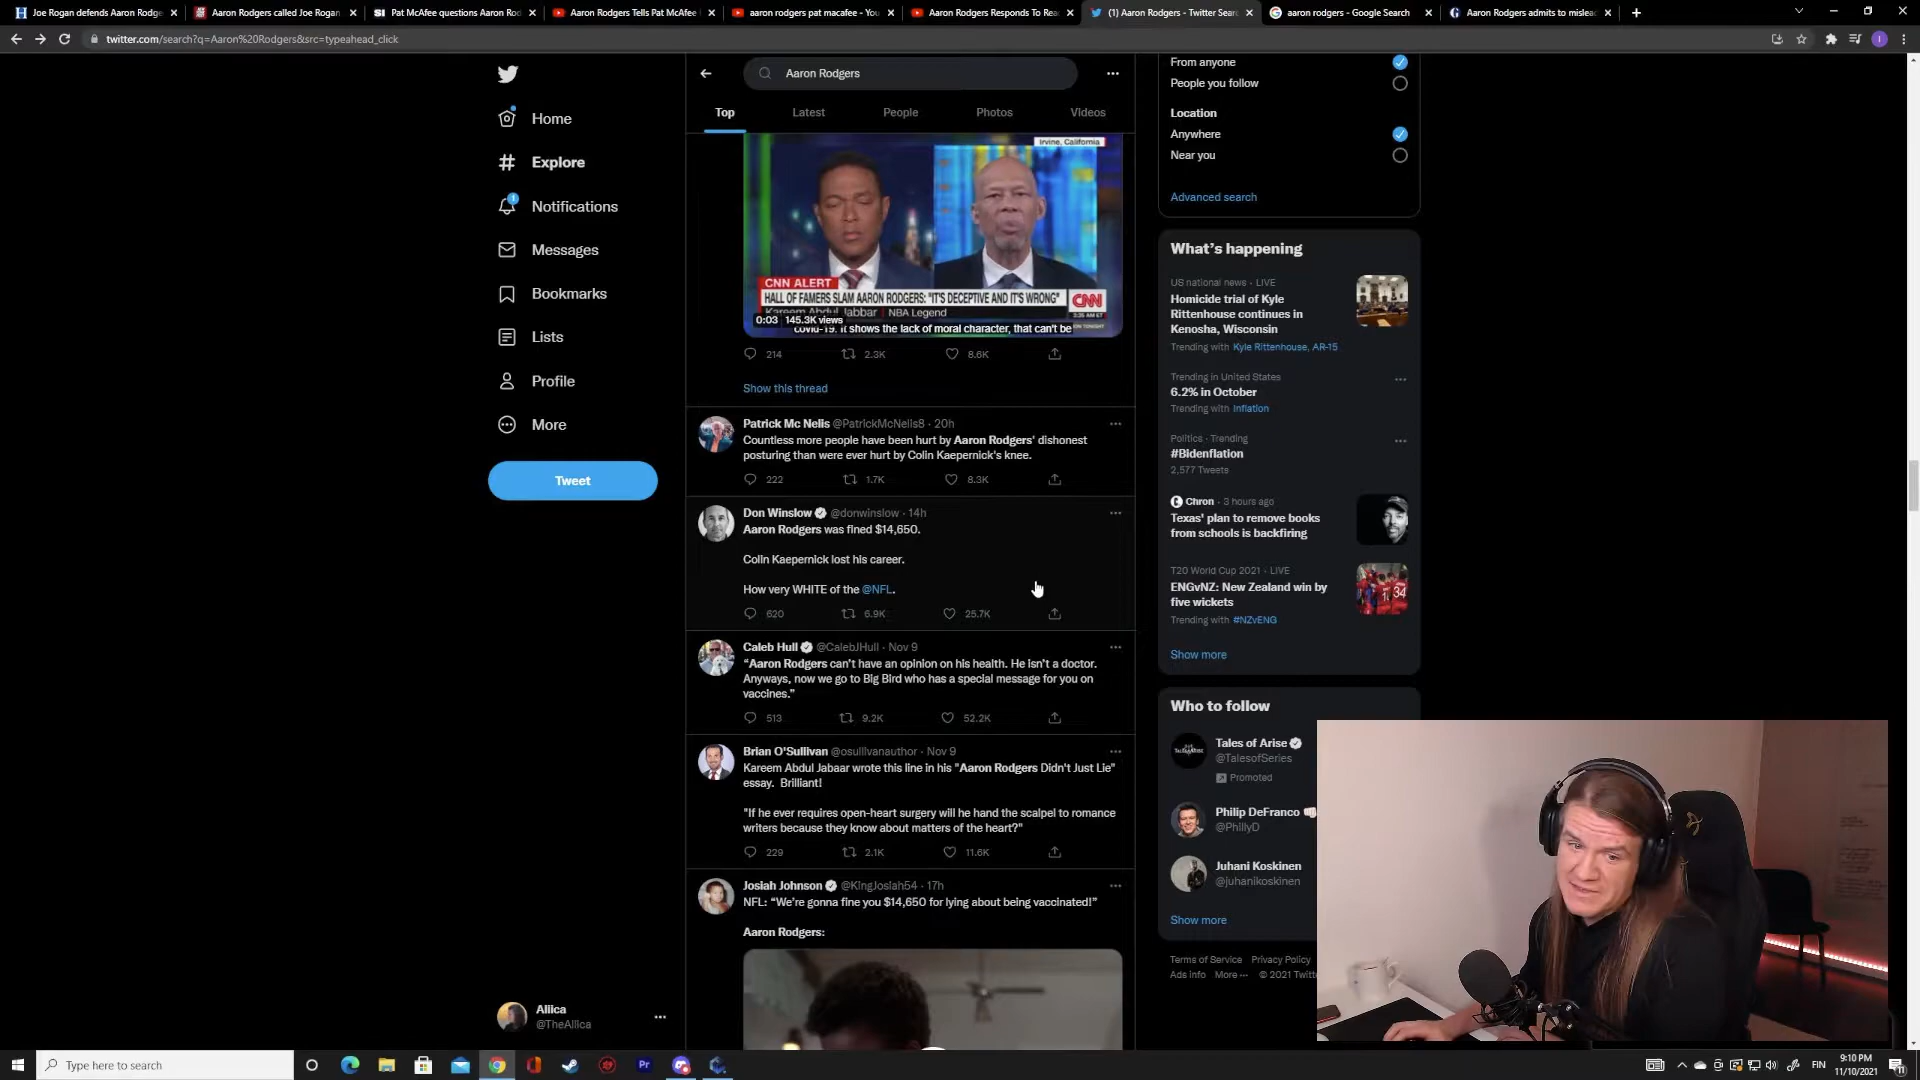 Joe Rogan defends Aaron Rodge
Aaron Rodgers called Joe Rogan
Pat McAfee questions Aaron Rod
Aaron Rodgers Tells Pat McAfee
aaron rodgers pat macafee - You
Aaron Rodgers Responds To Rea
(1) Aaron Rodgers - Twitter Sear
aaron rodgers - Google Search
Aaron Rodgers admits to mislea
twitter.com/search?q=Aaron%20Rodgers&src=typeahead_click
Home
Explore
Notifications
Messages
Bookmarks
Lists
Profile
More
Tweet
Aliica
@TheAliica
Aaron Rodgers
Top
Latest
People
Photos
Videos
Irvine, California
CNN ALERT
HALL OF FAMERS SLAM AARON RODGERS: "IT'S DECEPTIVE AND IT'S WRONG"
CNN
Kareem Abdul Jabbar | NBA Legend
3:35 AM ET
0:03 145.3K views
covid-19. It shows the lack of moral character, that can't be
214 2.3K 8.6K
Show this thread
Patrick Mc Nelis @PatrickMcNelis8 · 20h
Countless more people have been hurt by Aaron Rodgers' dishonest
posturing than were ever hurt by Colin Kaepernick's knee.
222 1.7K 8.3K
Don Winslow @donwinslow · 14h
Aaron Rodgers was fined $14,650.
Colin Kaepernick lost his career.
How very WHITE of the @NFL.
620 6.9K 25.7K
Caleb Hull @CalebJHull · Nov 9
“Aaron Rodgers can’t have an opinion on his health. He isn’t a doctor.
Anyways, now we go to Big Bird who has a special message for you on
vaccines.”
513 9.2K 52.2K
Brian O'Sullivan @osullivanauthor · Nov 9
Kareem Abdul Jabaar wrote this line in his "Aaron Rodgers Didn't Just Lie"
essay. Brilliant!
"If he ever requires open-heart surgery will he hand the scalpel to romance
writers because they know about matters of the heart?"
229 2.1K 11.6K
Josiah Johnson @KingJosiah54 · 17h
NFL: “We’re gonna fine you $14,650 for lying about being vaccinated!”
Aaron Rodgers:
From anyone
People you follow
Location
Anywhere
Near you
Advanced search
What’s happening
US national news · LIVE
Homicide trial of Kyle
Rittenhouse continues in
Kenosha, Wisconsin
Trending with Kyle Rittenhouse, AR-15
Trending in United States
6.2% in October
Trending with Inflation
Politics · Trending
#Bidenflation
2,577 Tweets
Chron · 3 hours ago
Texas' plan to remove books
from schools is backfiring
T20 World Cup 2021 · LIVE
ENGvNZ: New Zealand win by
five wickets
Trending with #NZvENG
34
Show more
Who to follow
Tales of Arise
@TalesofSeries
Promoted
Philip DeFranco
@PhillyD
Juhani Koskinen
@juhanikoskinen
Show more
Terms of Service Privacy Policy
Ads info More ··· © 2021 Twitt
Type here to search
FIN
9:10 PM
11/10/2021